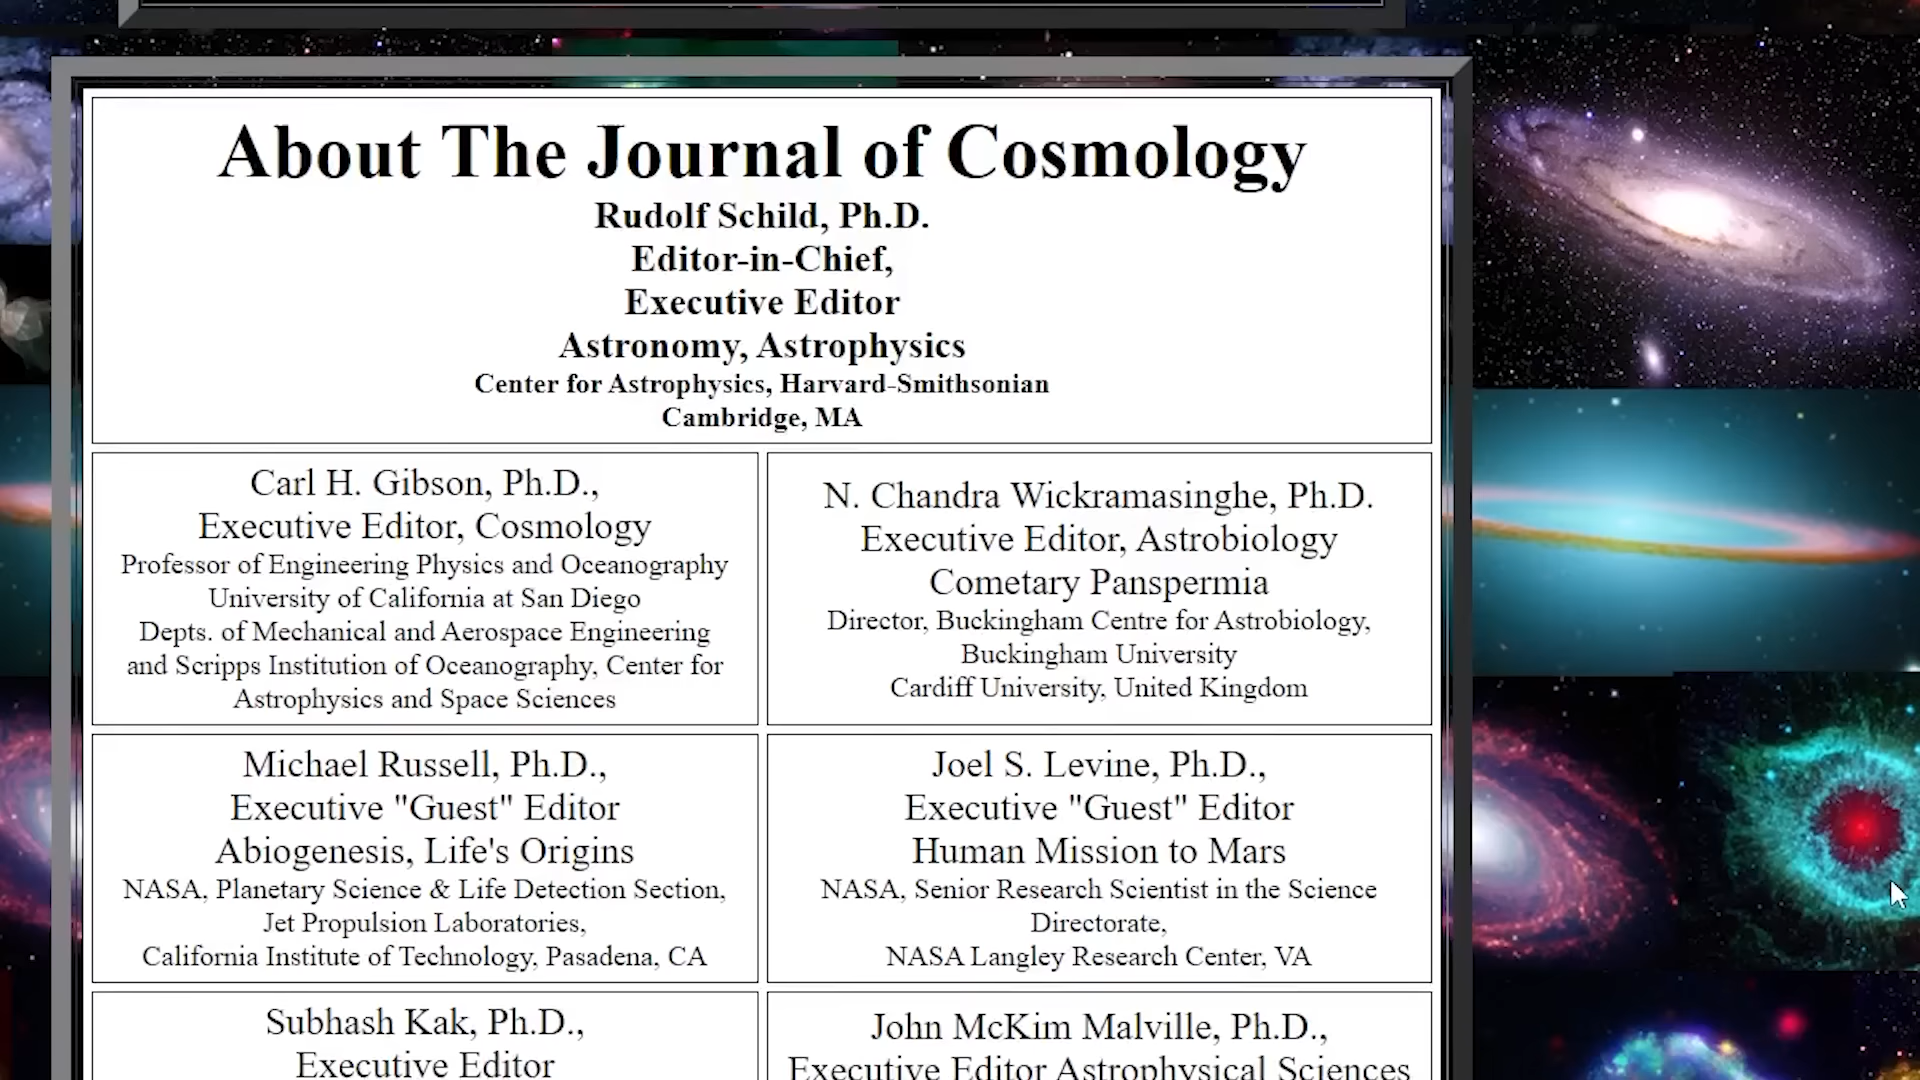 About The Journal of Cosmology
Rudolf Schild, Ph.D.
Editor-in-Chief,
Executive Editor
Astronomy, Astrophysics
Center for Astrophysics, Harvard-Smithsonian
Cambridge, MA
Carl H. Gibson, Ph.D.,
Executive Editor, Cosmology
Professor of Engineering Physics and Oceanography
University of California at San Diego
Depts. of Mechanical and Aerospace Engineering
and Scripps Institution of Oceanography, Center for
Astrophysics and Space Sciences
N. Chandra Wickramasinghe, Ph.D.
Executive Editor, Astrobiology
Cometary Panspermia
Director, Buckingham Centre for Astrobiology,
Buckingham University
Cardiff University, United Kingdom
Michael Russell, Ph.D.,
Executive "Guest" Editor
Abiogenesis, Life's Origins
NASA, Planetary Science & Life Detection Section,
Jet Propulsion Laboratories,
California Institute of Technology, Pasadena, CA
Joel S. Levine, Ph.D.,
Executive "Guest" Editor
Human Mission to Mars
NASA, Senior Research Scientist in the Science
Directorate,
NASA Langley Research Center, VA
Subhash Kak, Ph.D.,
Executive Editor
John McKim Malville, Ph.D.,
Executive Editor Astrophysical Sciences